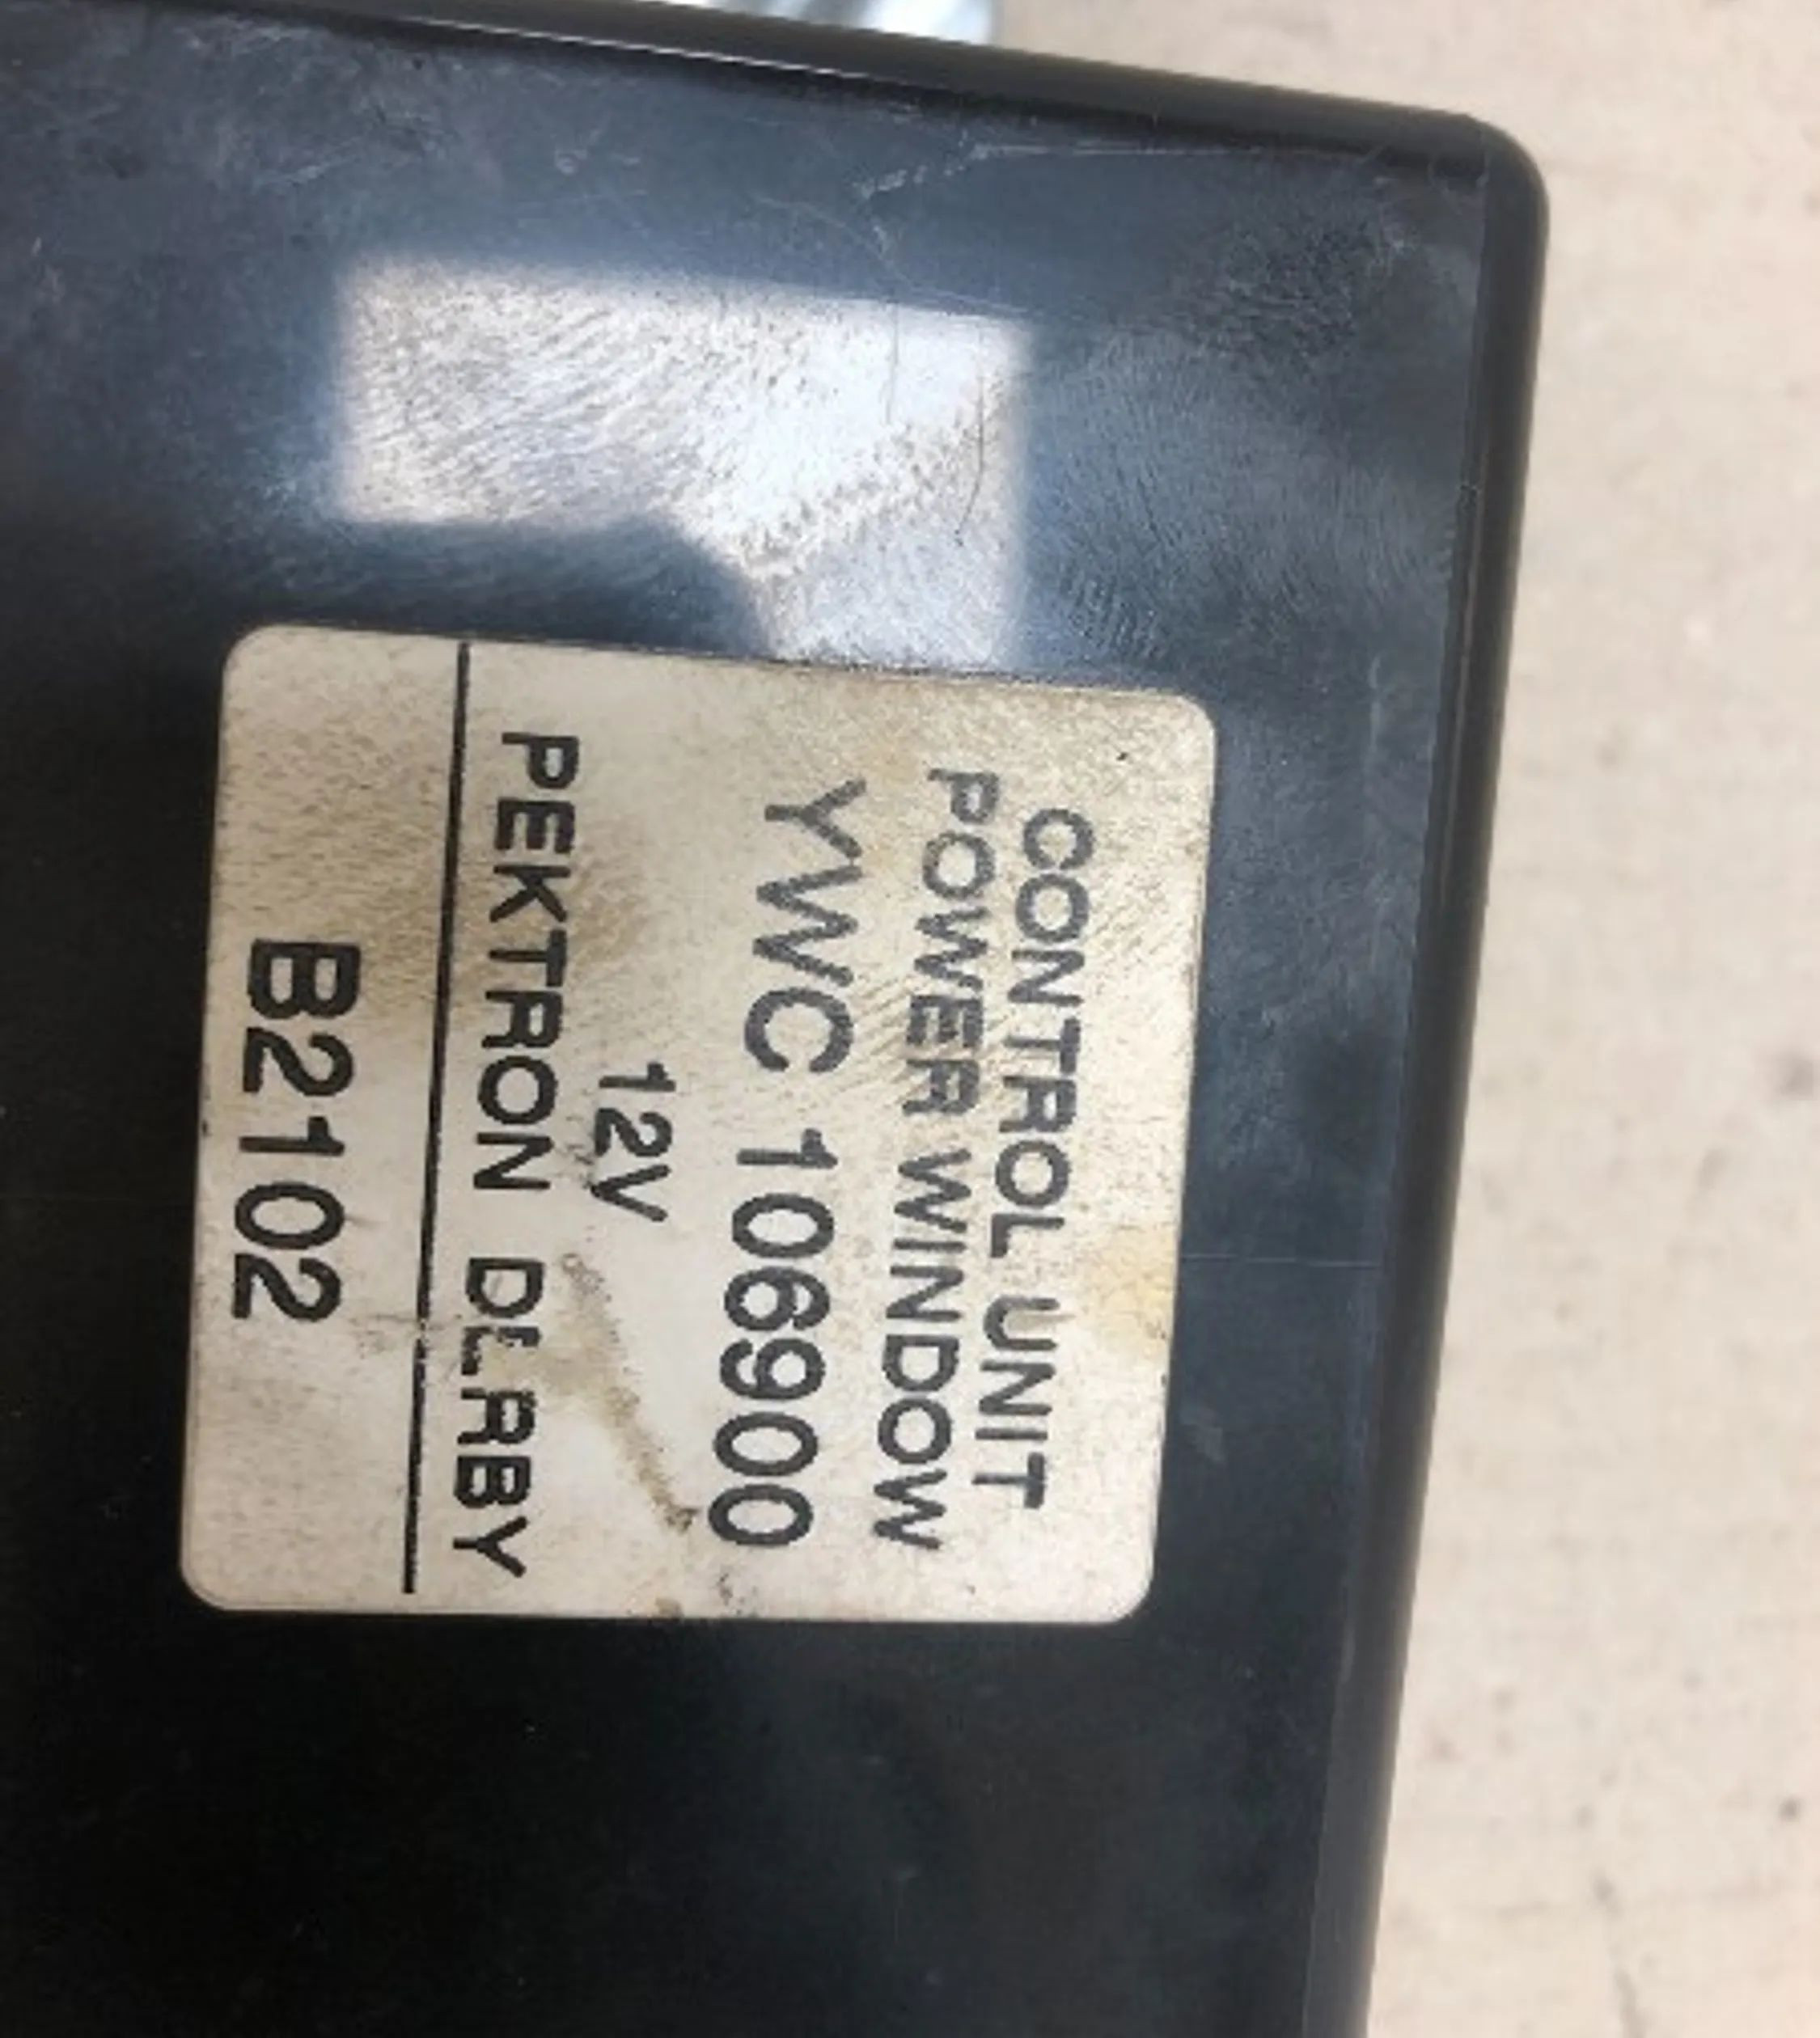 CONTROL UNIT
POWER WINDOW
YWC 106900
12V
PEKTRON DERBY
B2102